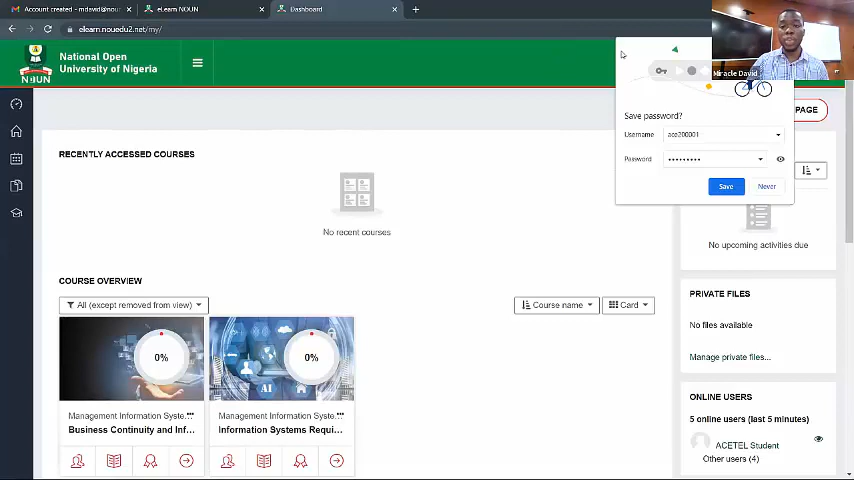 Account created - mdavid@nour
eLearn NOUN
Dashboard
elearn.nouedu2.net/my/
NOUN
National Open
University of Nigeria
Miracle David
PAGE
Save password?
Username
ace200001
Password
•••••••••
Save
Never
RECENTLY ACCESSED COURSES
No recent courses
No upcoming activities due
COURSE OVERVIEW
All (except removed from view)
Course name
Card
PRIVATE FILES
No files available
Manage private files...
0%
0%
AI
Management Information Syste...
Business Continuity and Inf...
Management Information Syste...
Information Systems Requi...
ONLINE USERS
5 online users (last 5 minutes)
ACETEL Student
Other users (4)